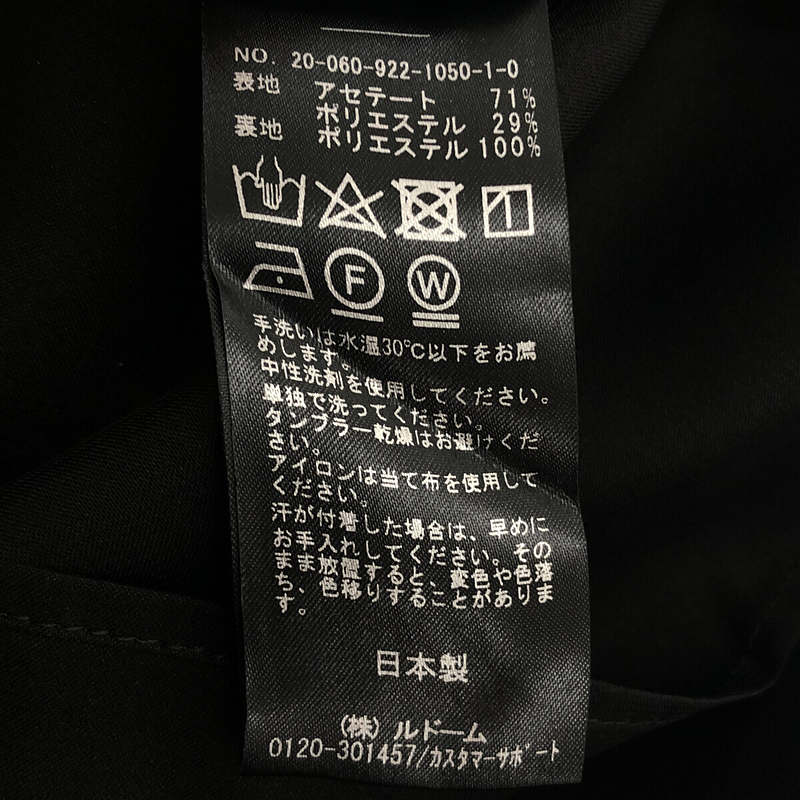 NO. 20-060-922-1050-1-0
表地 アセテート 71%
ポリエステル 29%
裏地 ポリエステル 100%
F W
手洗いは水温30℃以下をお薦
めします。
中性洗剤を使用してください。
単独で洗ってください。
タンブラー乾燥はお避けくだ
さい。
アイロンは当て布を使用して
ください。
汗が付着した場合は、早めに
お手入れしてください。その
まま放置すると、変色や色落
ち、色移りすることがありま
す。
日本製
(株)ルドーム
0120-301457/カスタマーサポート